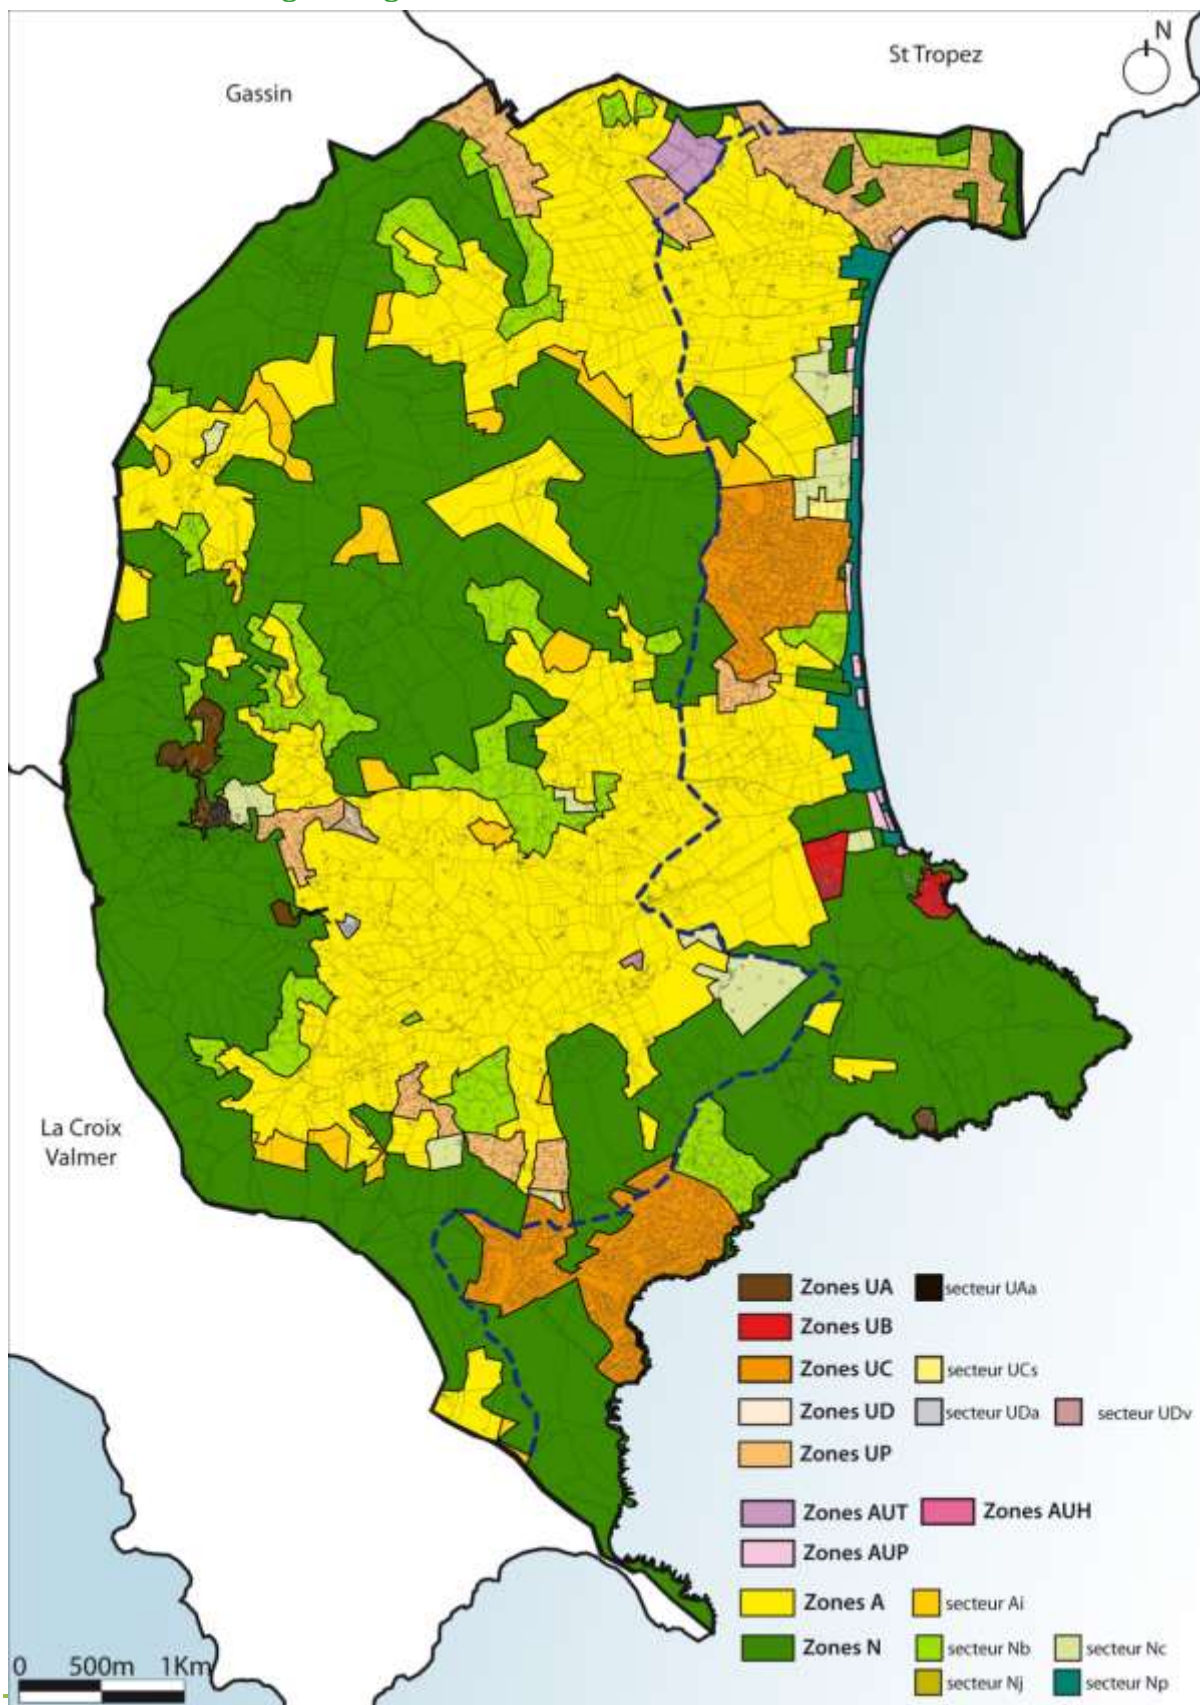 N
St Tropez
Gassin
La Croix
Valmer
Zones UA secteur UAa
Zones UB
Zones UC secteur UCs
Zones UD secteur UDa secteur UDv
Zones UP
Zones AUT Zones AUH
Zones AUP
Zones A secteur Ai
Zones N secteur Nb secteur Nc
secteur Nj secteur Np
0 500m 1Km